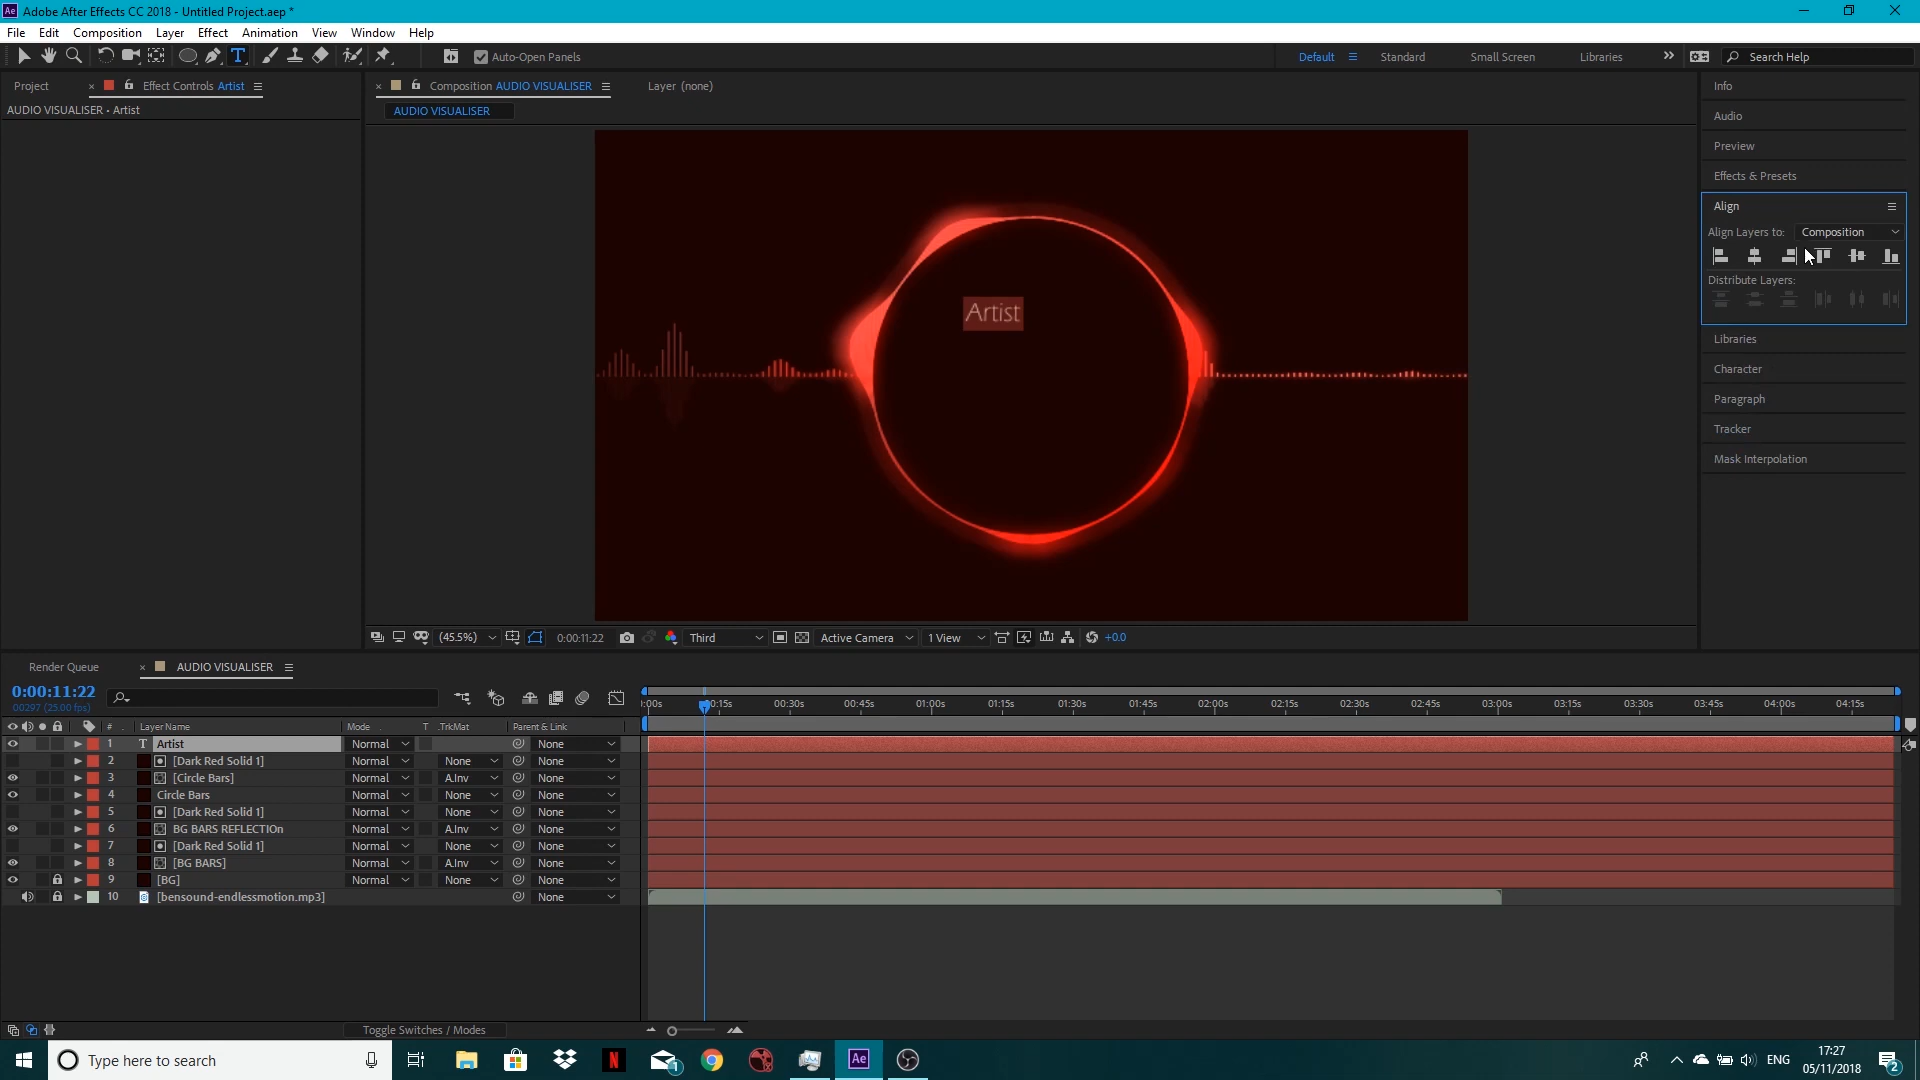 Ae Adobe After Effects CC 2018 - Untitled Project.aep *
File Edit Composition Layer Effect Animation View Window Help
T Auto-Open Panels Default Standard Small Screen Libraries Search Help
Project Effect Controls Artist
AUDIO VISUALISER • Artist
Composition AUDIO VISUALISER Layer (none)
AUDIO VISUALISER
Artist
(45.5%) 0:00:11:22 Third Active Camera 1 View +0.0
Info
Audio
Preview
Effects & Presets
Align
Align Layers to: Composition
Distribute Layers:
Libraries
Character
Paragraph
Tracker
Mask Interpolation
Render Queue AUDIO VISUALISER
0:00:11:22
00297 (25.00 fps)
:00s 00:15s 00:30s 00:45s 01:00s 01:15s 01:30s 01:45s 02:00s 02:15s 02:30s 02:45s 03:00s 03:15s 03:30s 03:45s 04:00s 04:15s
# Layer Name Mode T .TrkMat Parent & Link
1 T Artist Normal None
2 [Dark Red Solid 1] Normal None None
3 [Circle Bars] Normal A.Inv None
4 Circle Bars Normal None None
5 [Dark Red Solid 1] Normal None None
6 BG BARS REFLECTIOn Normal A.Inv None
7 [Dark Red Solid 1] Normal None None
8 [BG BARS] Normal A.Inv None
9 [BG] Normal None None
10 [bensound-endlessmotion.mp3] None
Toggle Switches / Modes
Type here to search N 1 Ae ENG 17:27
05/11/2018 2